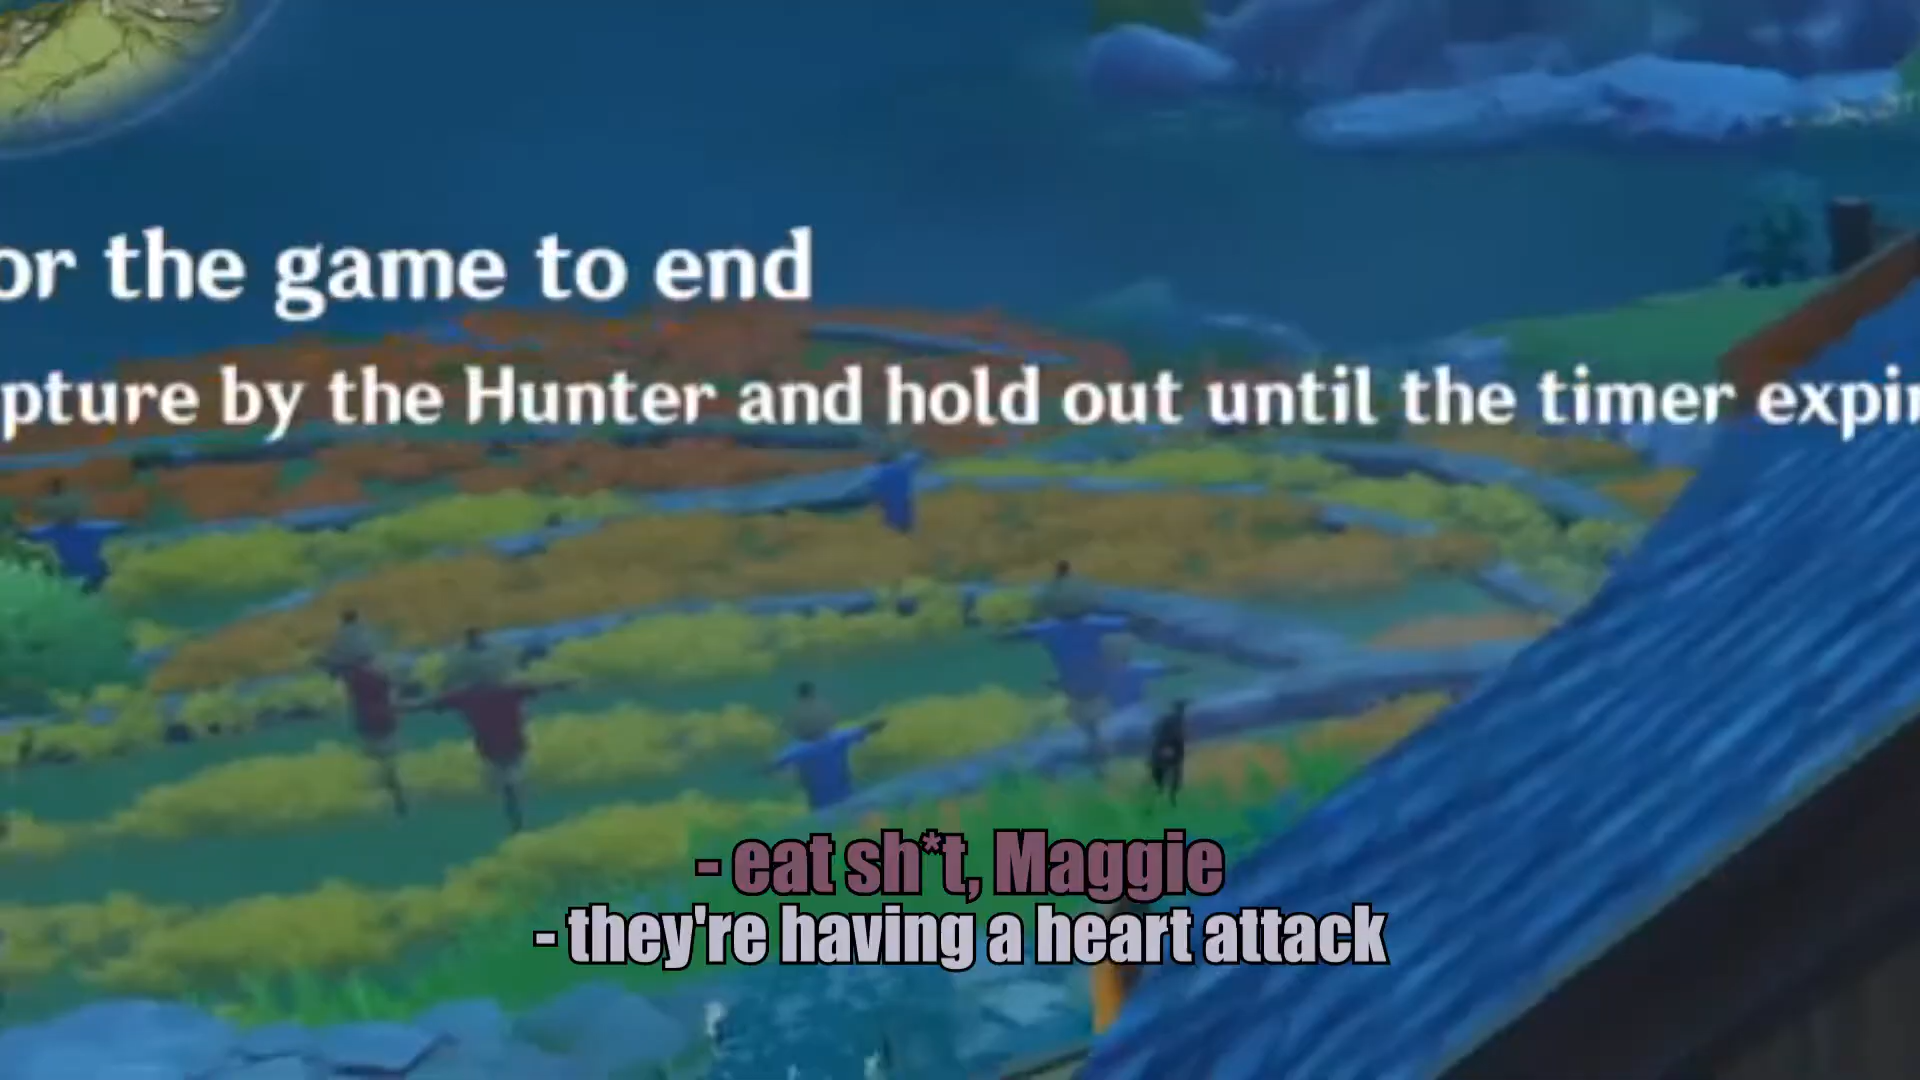 or the game to end
pture by the Hunter and hold out until the timer expir
- eat sh*t, Maggie
- they're having a heart attack